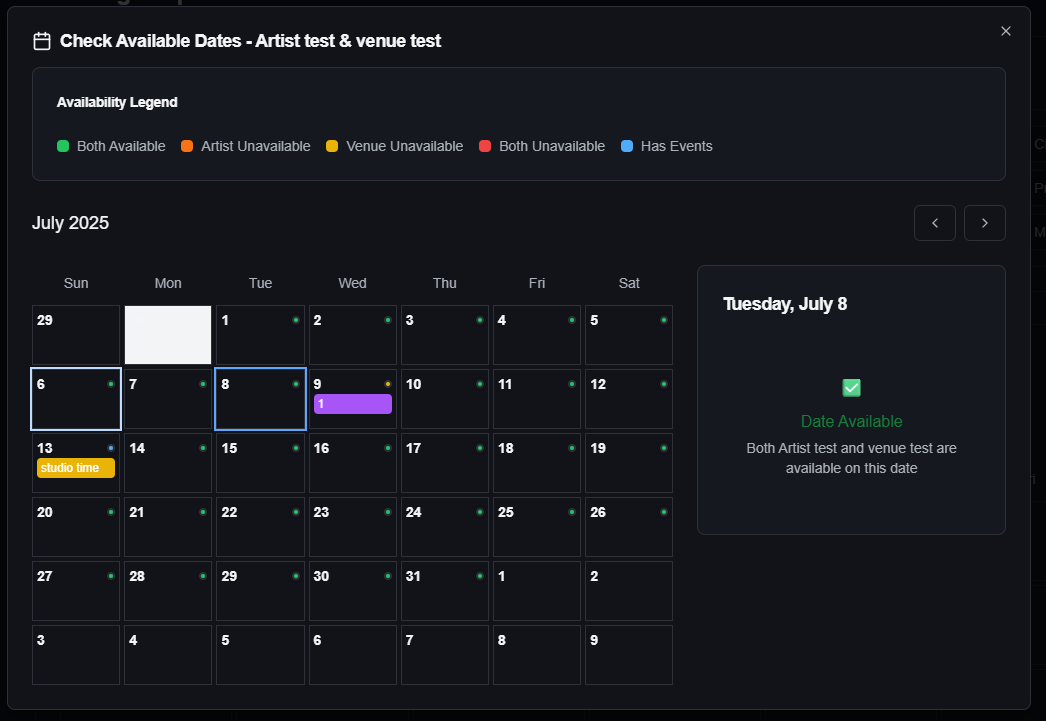 Check Available Dates - Artist test & venue test
Availability Legend
Both Available Artist Unavailable Venue Unavailable Both Unavailable Has Events
July 2025
Sun Mon Tue Wed Thu Fri Sat
29 1 2 3 4 5
6 7 8 9 10 11 12
1
13 14 15 16 17 18 19
studio time
20 21 22 23 24 25 26
27 28 29 30 31 1 2
3 4 5 6 7 8 9
Tuesday, July 8
Date Available
Both Artist test and venue test are
available on this date